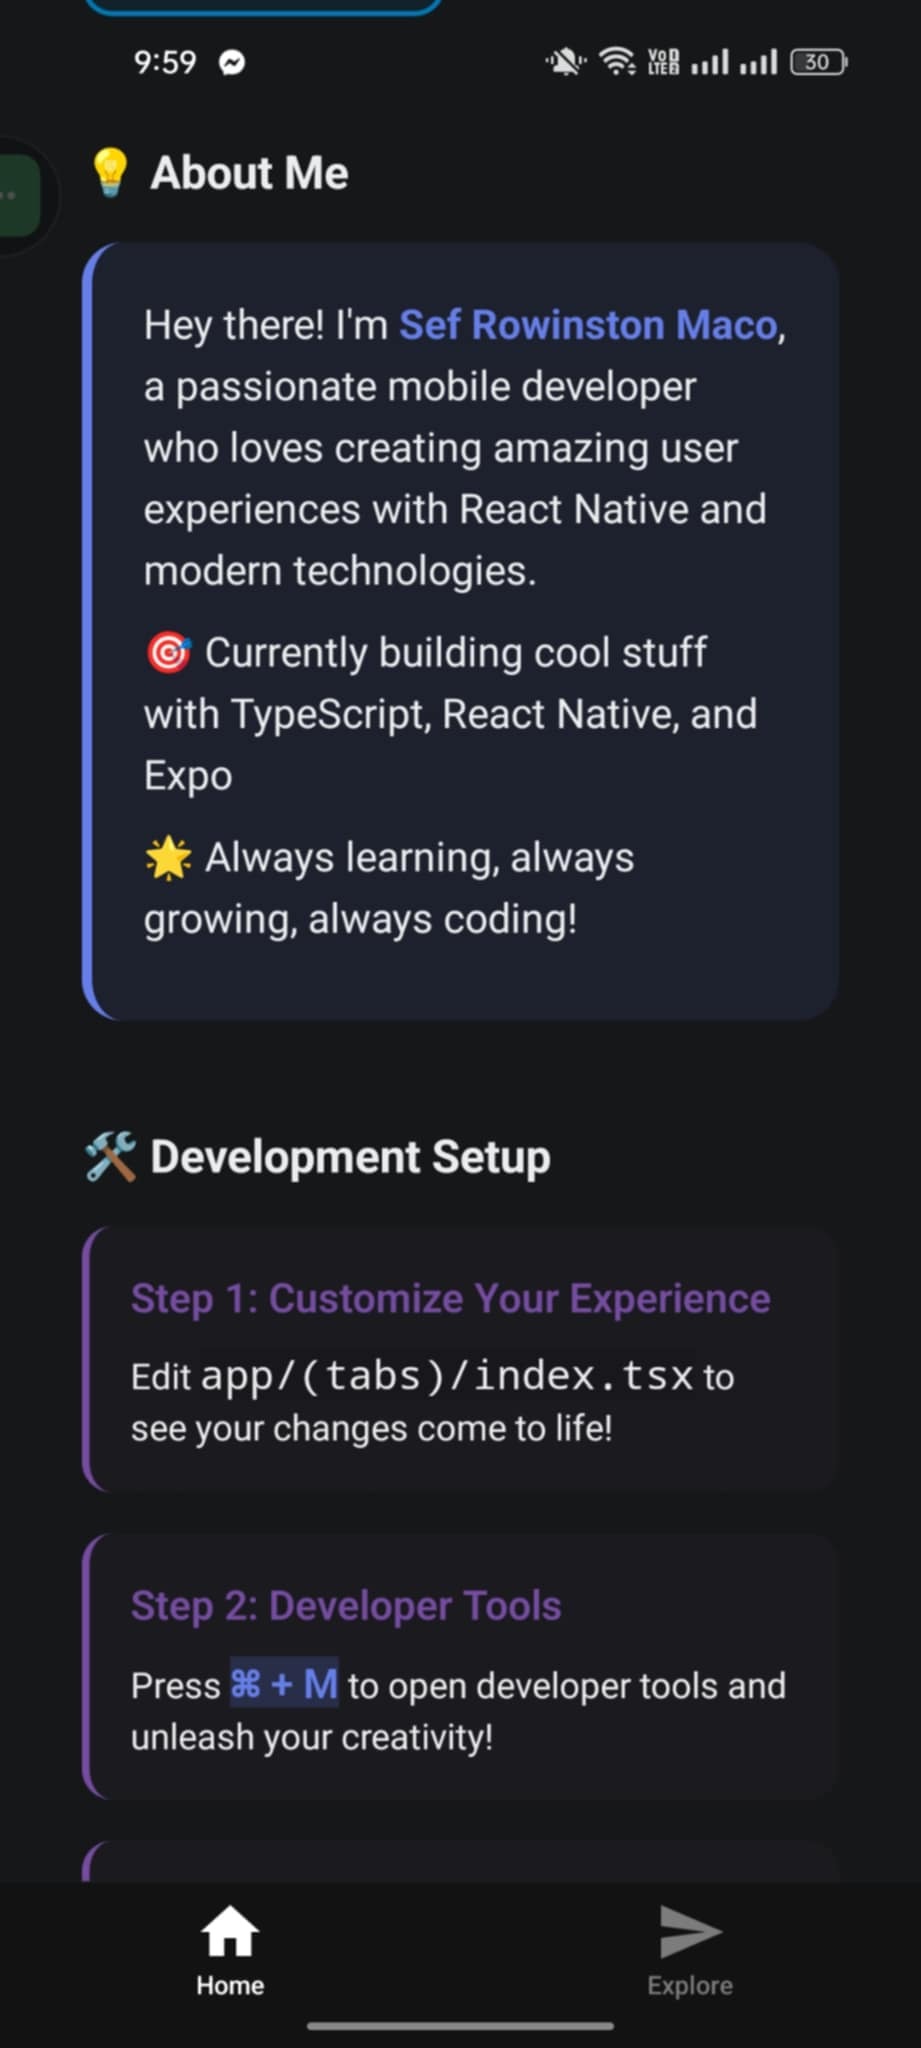 9:59 VoD LTE2 30
💡 About Me
Hey there! I'm Sef Rowinston Maco,
a passionate mobile developer
who loves creating amazing user
experiences with React Native and
modern technologies.
🎯 Currently building cool stuff
with TypeScript, React Native, and
Expo
🌟 Always learning, always
growing, always coding!
🛠️ Development Setup
Step 1: Customize Your Experience
Edit app/(tabs)/index.tsx to
see your changes come to life!
Step 2: Developer Tools
Press ⌘ + M to open developer tools and
unleash your creativity!
Home Explore